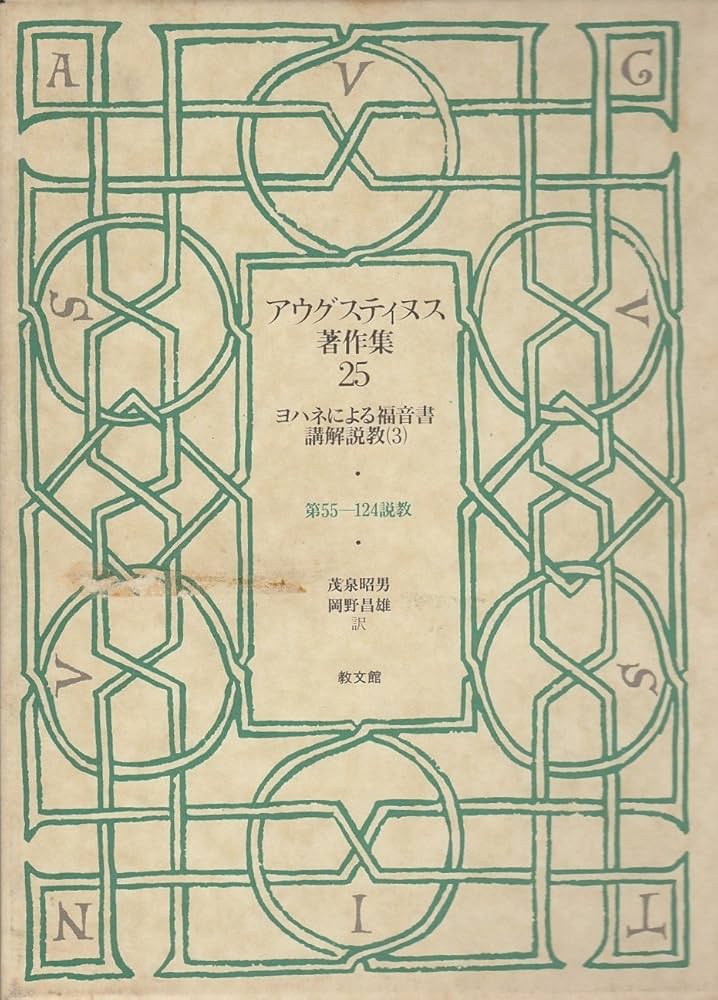 A V G
S V
アウグスティヌス
著作集
25
ヨハネによる福音書
講解説教(3)
・
第55―124説教
・
茂泉昭男
岡野昌雄
訳
教文館
V S
N I T